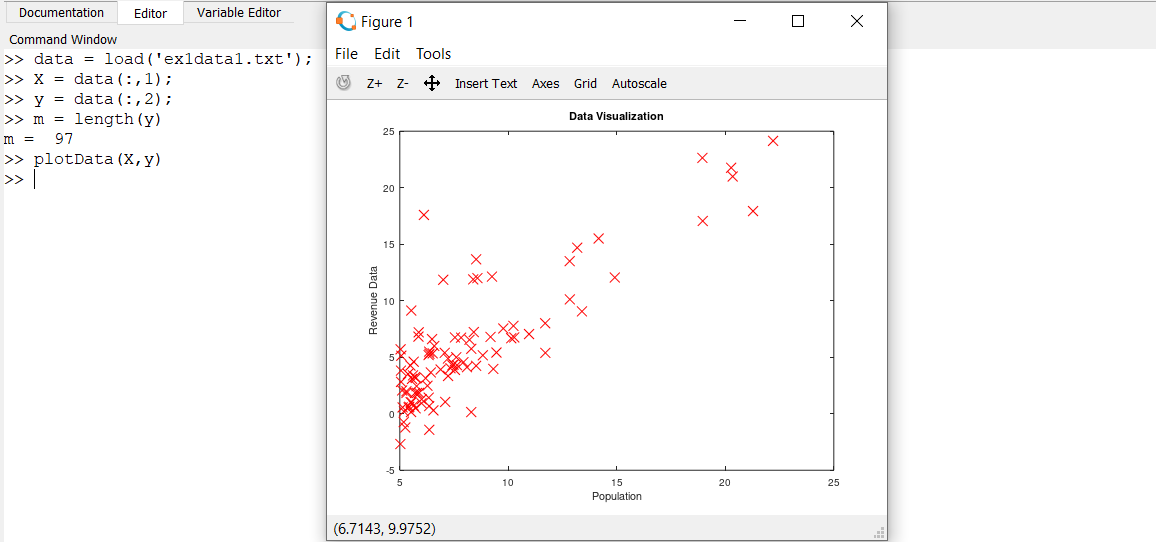 Documentation Editor Variable Editor
Command Window
>> data = load('ex1data1.txt');
>> X = data(:,1);
>> y = data(:,2);
>> m = length(y)
m =  97
>> plotData(X,y)
>>
Figure 1
File Edit Tools
Z+ Z- Insert Text Axes Grid Autoscale
Data Visualization
25
20
15
10
5
0
-5
Revenue Data
5 10 15 20 25
Population
(6.7143, 9.9752)